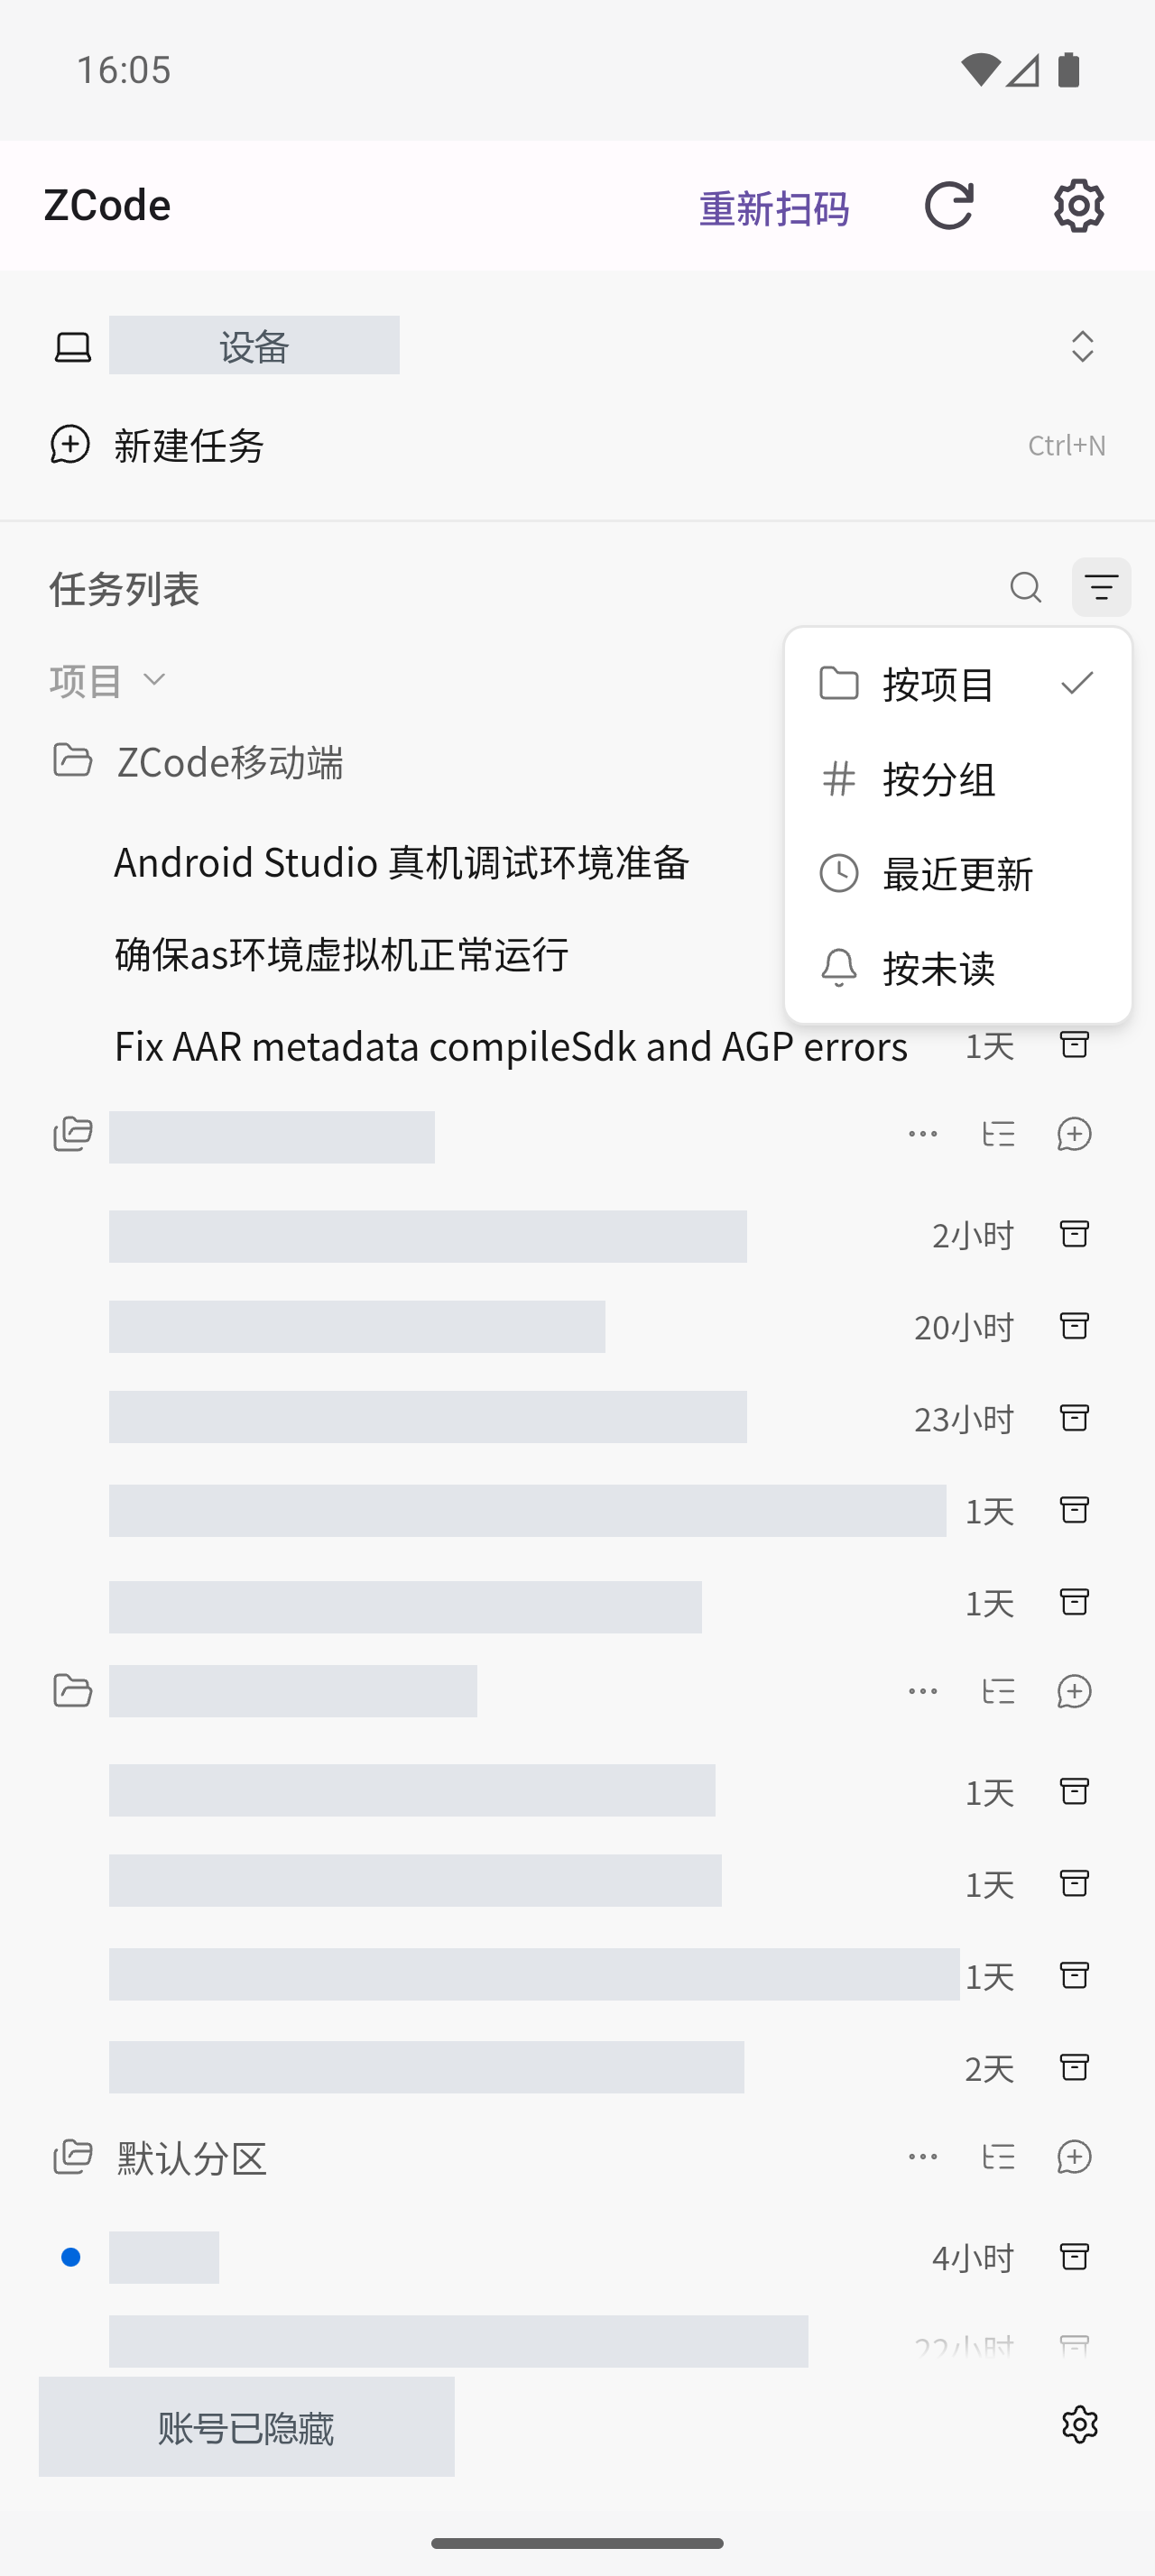 16:05
ZCode 重新扫码
设备
新建任务 Ctrl+N
任务列表
按项目
项目
ZCode移动端
按分组
Android Studio 真机调试环境准备
最近更新
确保as环境虚拟机正常运行
按未读
Fix AAR metadata compileSdk and AGP errors 1天
2小时
20小时
23小时
1天
1天
1天
1天
1天
2天
默认分区
4小时
22小时
账号已隐藏